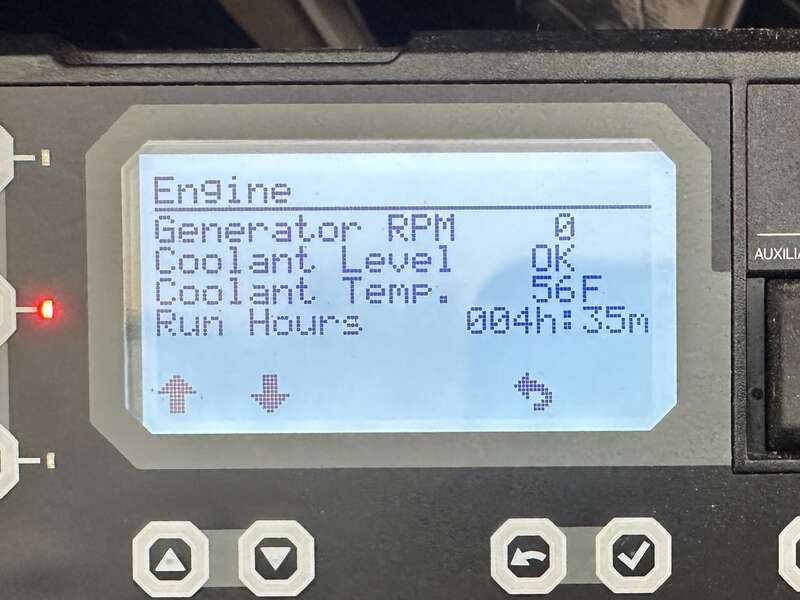 Engine
Generator RPM 0
Coolant Level OK
Coolant Temp. 56F
Run Hours 004h:35m